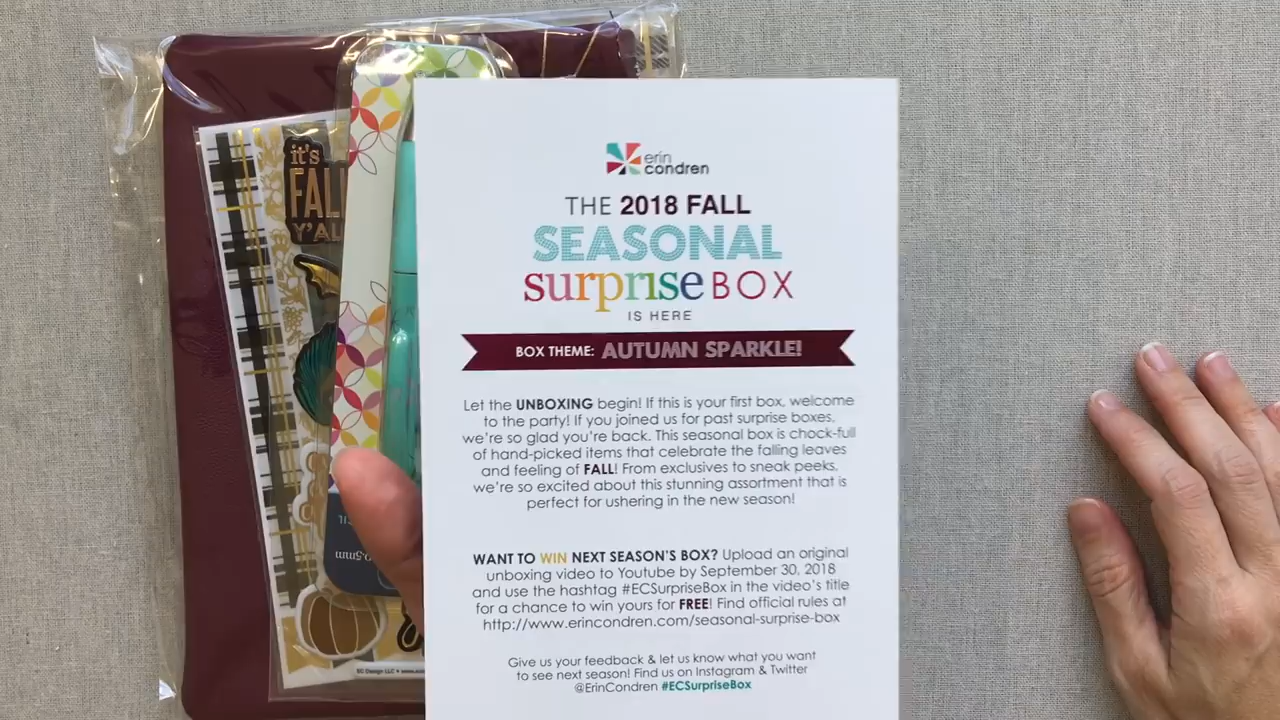 it's
FALL
Y'AL
0.5mm
EC Design LLC • www.
erin
condren
THE 2018 FALL
SEASONAL
surprise BOX
IS HERE
BOX THEME: AUTUMN SPARKLE!
Let the UNBOXING begin! If this is your first box, welcome
to the party! If you joined us for past surprise boxes,
we're so glad you're back. This seasonal box is chock-full
of hand-picked items that celebrate the falling leaves
and feeling of FALL! From exclusives to sneak peeks,
we're so excited about this stunning assortment that is
perfect for ushering in the new season!
WANT TO WIN NEXT SEASON'S BOX? Upload an original
unboxing video to Youtube by September 30, 2018
and use the hashtag #ECSurpriseBox in the video's title
for a chance to win yours for FREE! Find official rules at
http://www.erincondren.com/seasonal-surprise-box
Give us your feedback & let us know what you want
to see next season! Find us on Instagram & Twitter
@ErinCondren #ECSurpriseBox